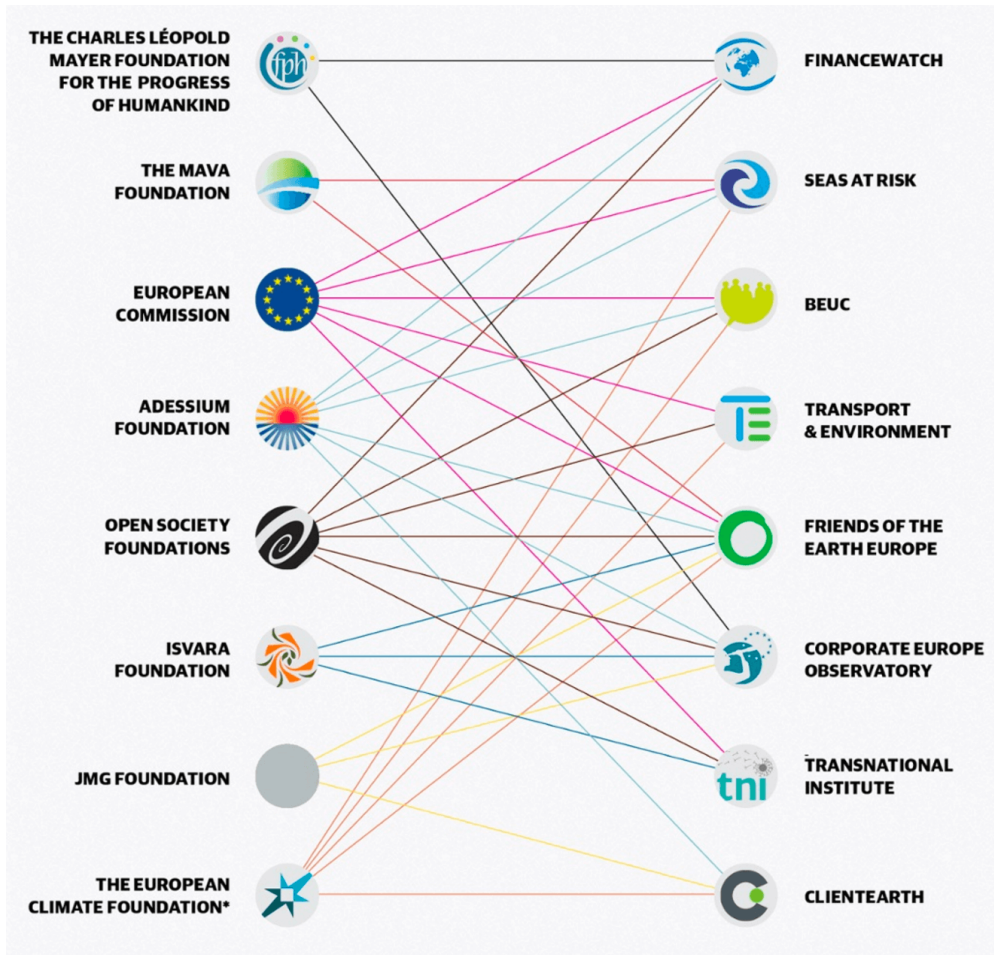 THE CHARLES LÉOPOLD
MAYER FOUNDATION
FOR THE PROGRESS
OF HUMANKIND
fph
FINANCEWATCH
THE MAVA
FOUNDATION
SEAS AT RISK
EUROPEAN
COMMISSION
BEUC
ADESSIUM
FOUNDATION
TRANSPORT
& ENVIRONMENT
TE
OPEN SOCIETY
FOUNDATIONS
FRIENDS OF THE
EARTH EUROPE
ISVARA
FOUNDATION
CORPORATE EUROPE
OBSERVATORY
JMG FOUNDATION
tni
TRANSNATIONAL
INSTITUTE
THE EUROPEAN
CLIMATE FOUNDATION*
CLIENTEARTH